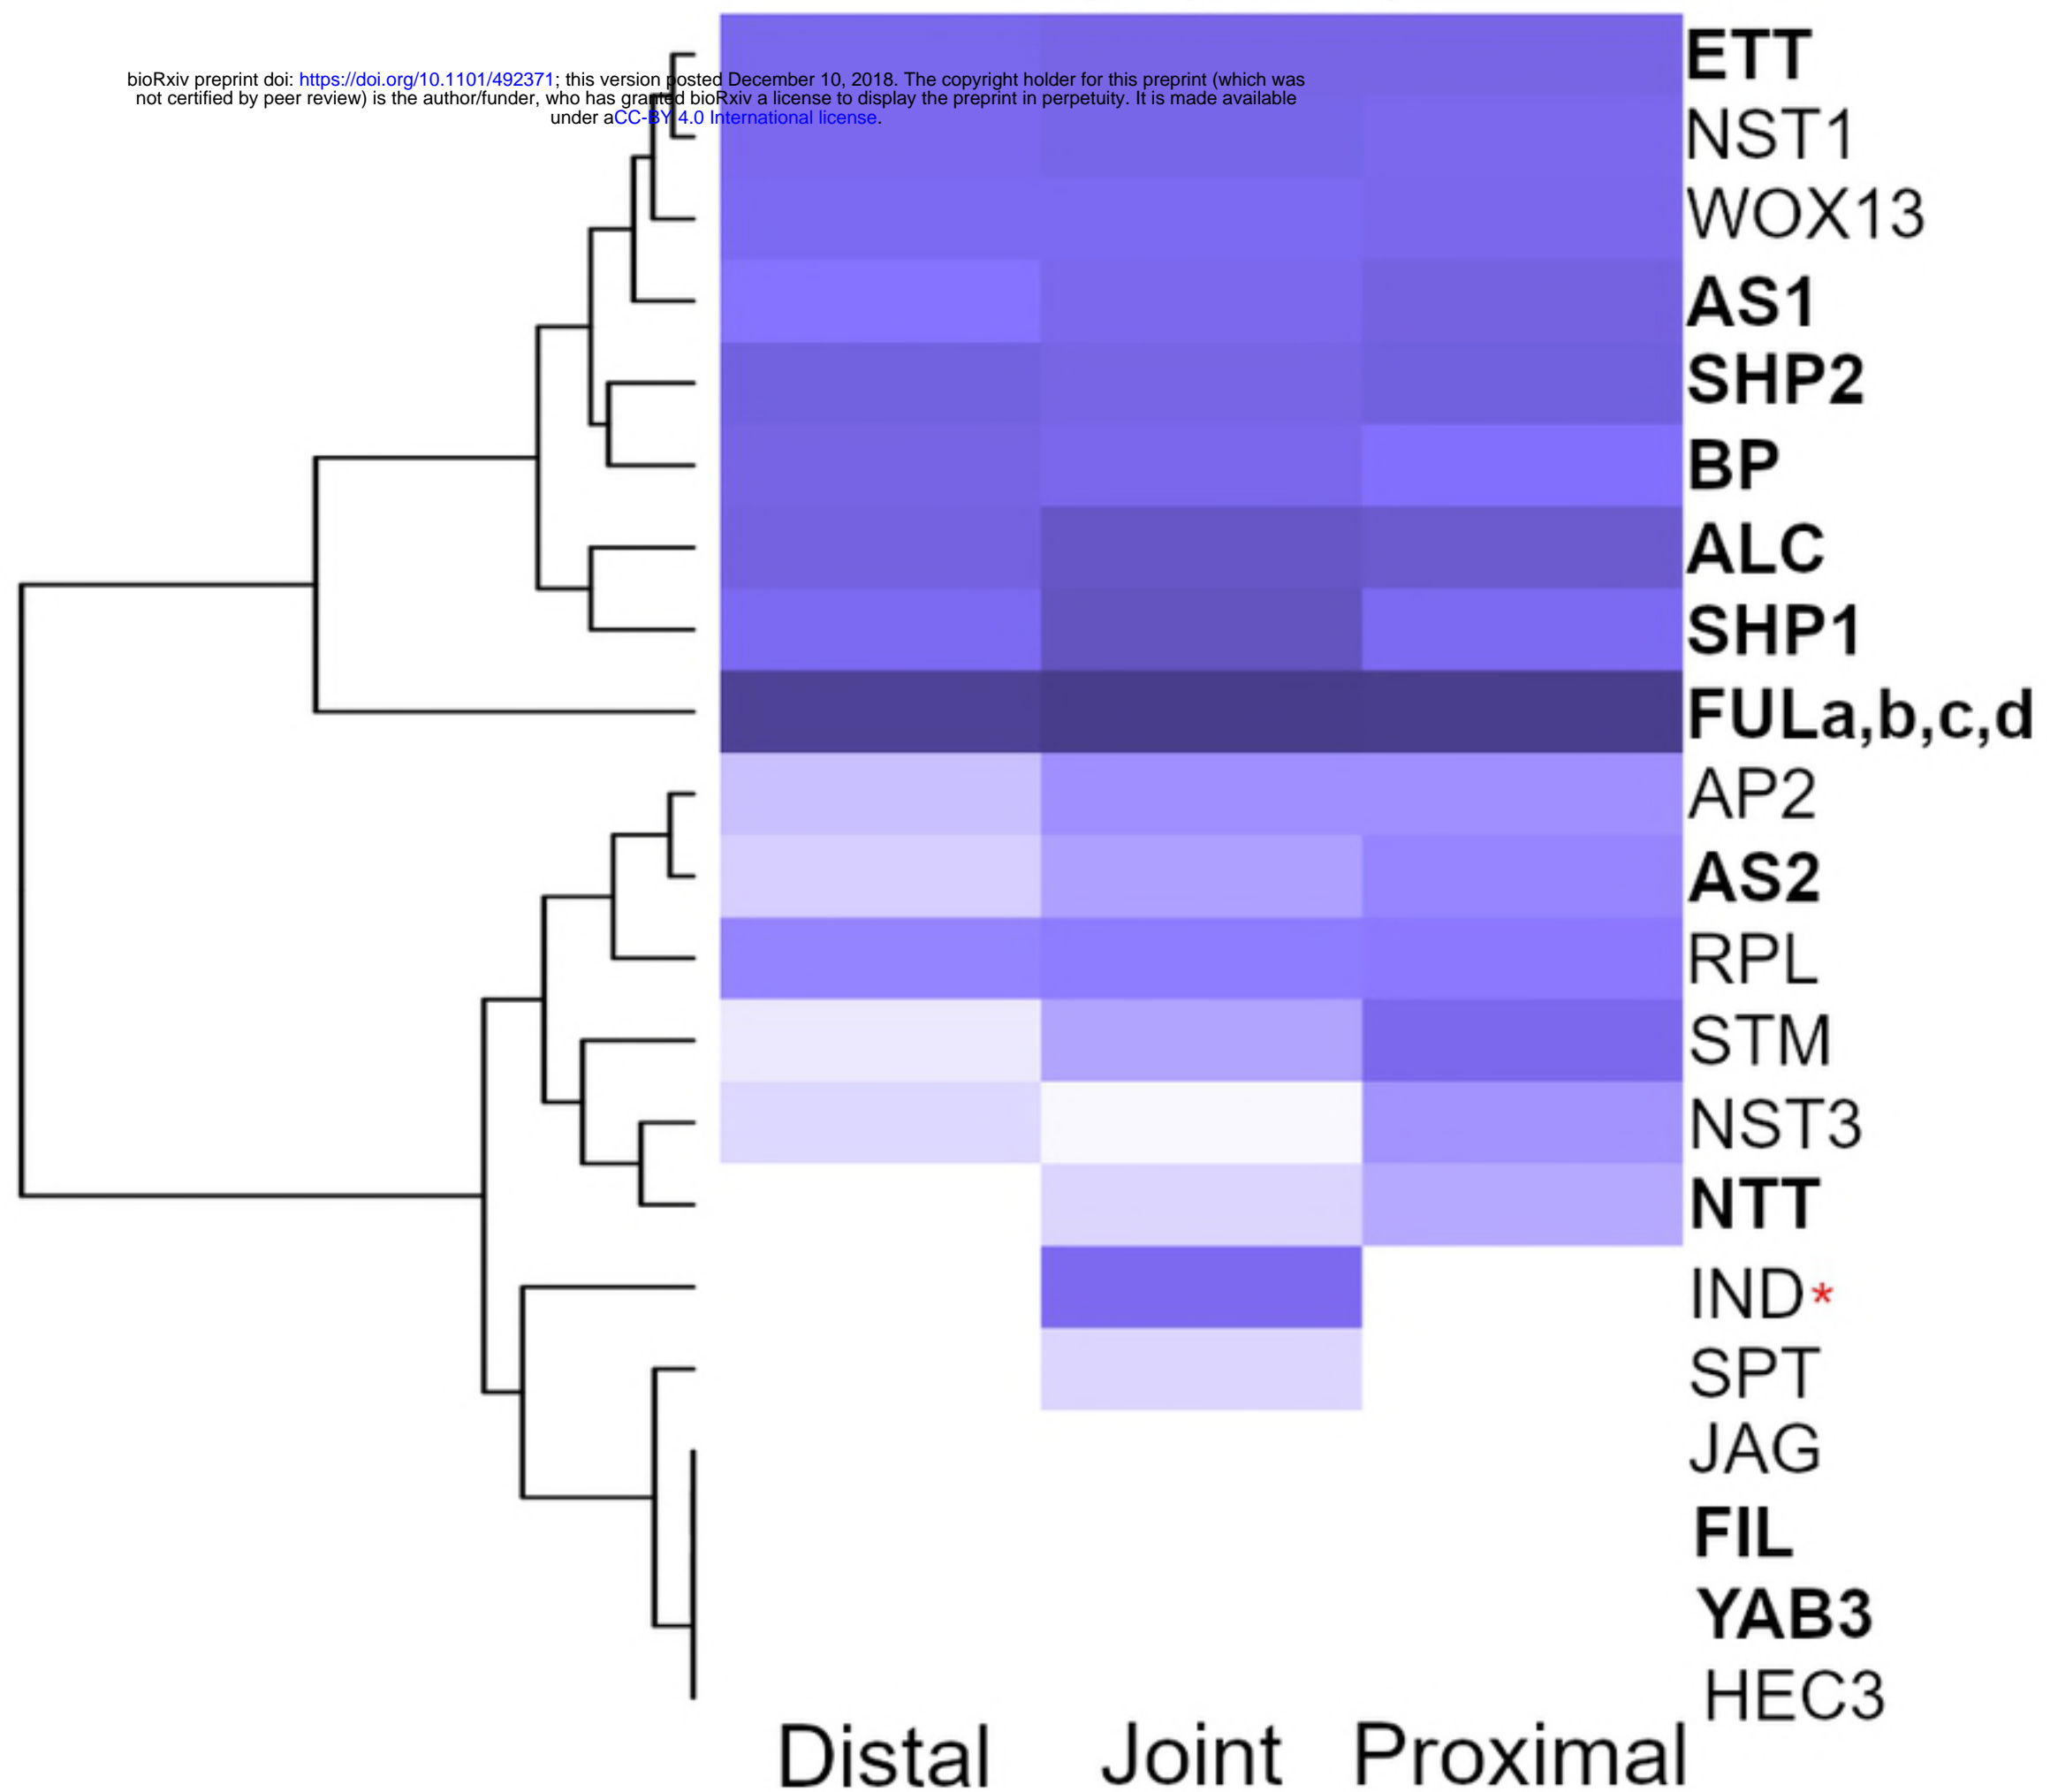 ETT
bioRxiv preprint doi: https://doi.org/10.1101/492371; this version posted December 10, 2018. The copyright holder for this preprint (which was
not certified by peer review) is the author/funder, who has granted bioRxiv a license to display the preprint in perpetuity. It is made available
under aCC-BY 4.0 International license.
NST1
WOX13
AS1
SHP2
BP
ALC
SHP1
FULa,b,c,d
AP2
AS2
RPL
STM
NST3
NTT
IND*
SPT
JAG
FIL
YAB3
HEC3
Distal Joint Proximal